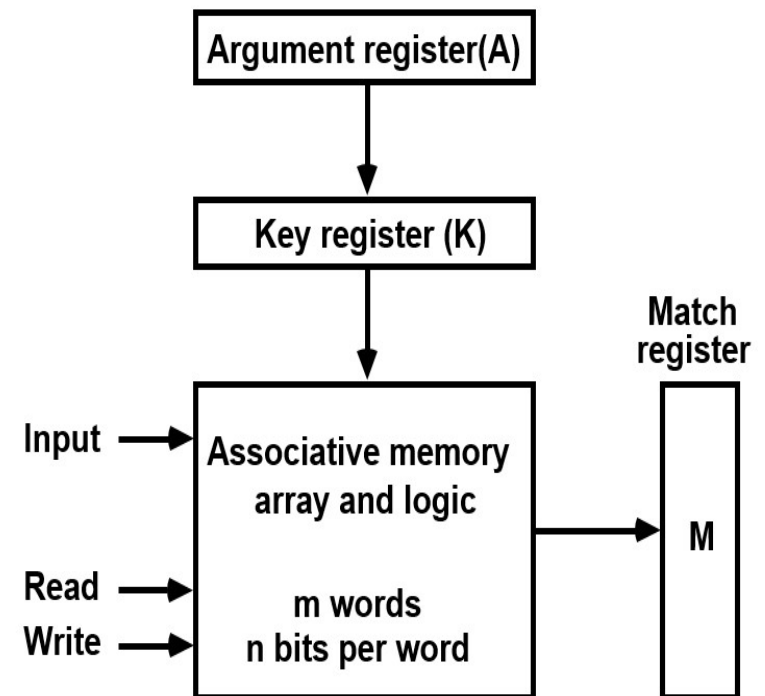 Argument register(A)
Key register (K)
Match
register
Input
Associative memory
array and logic
M
Read
m words
Write
n bits per word